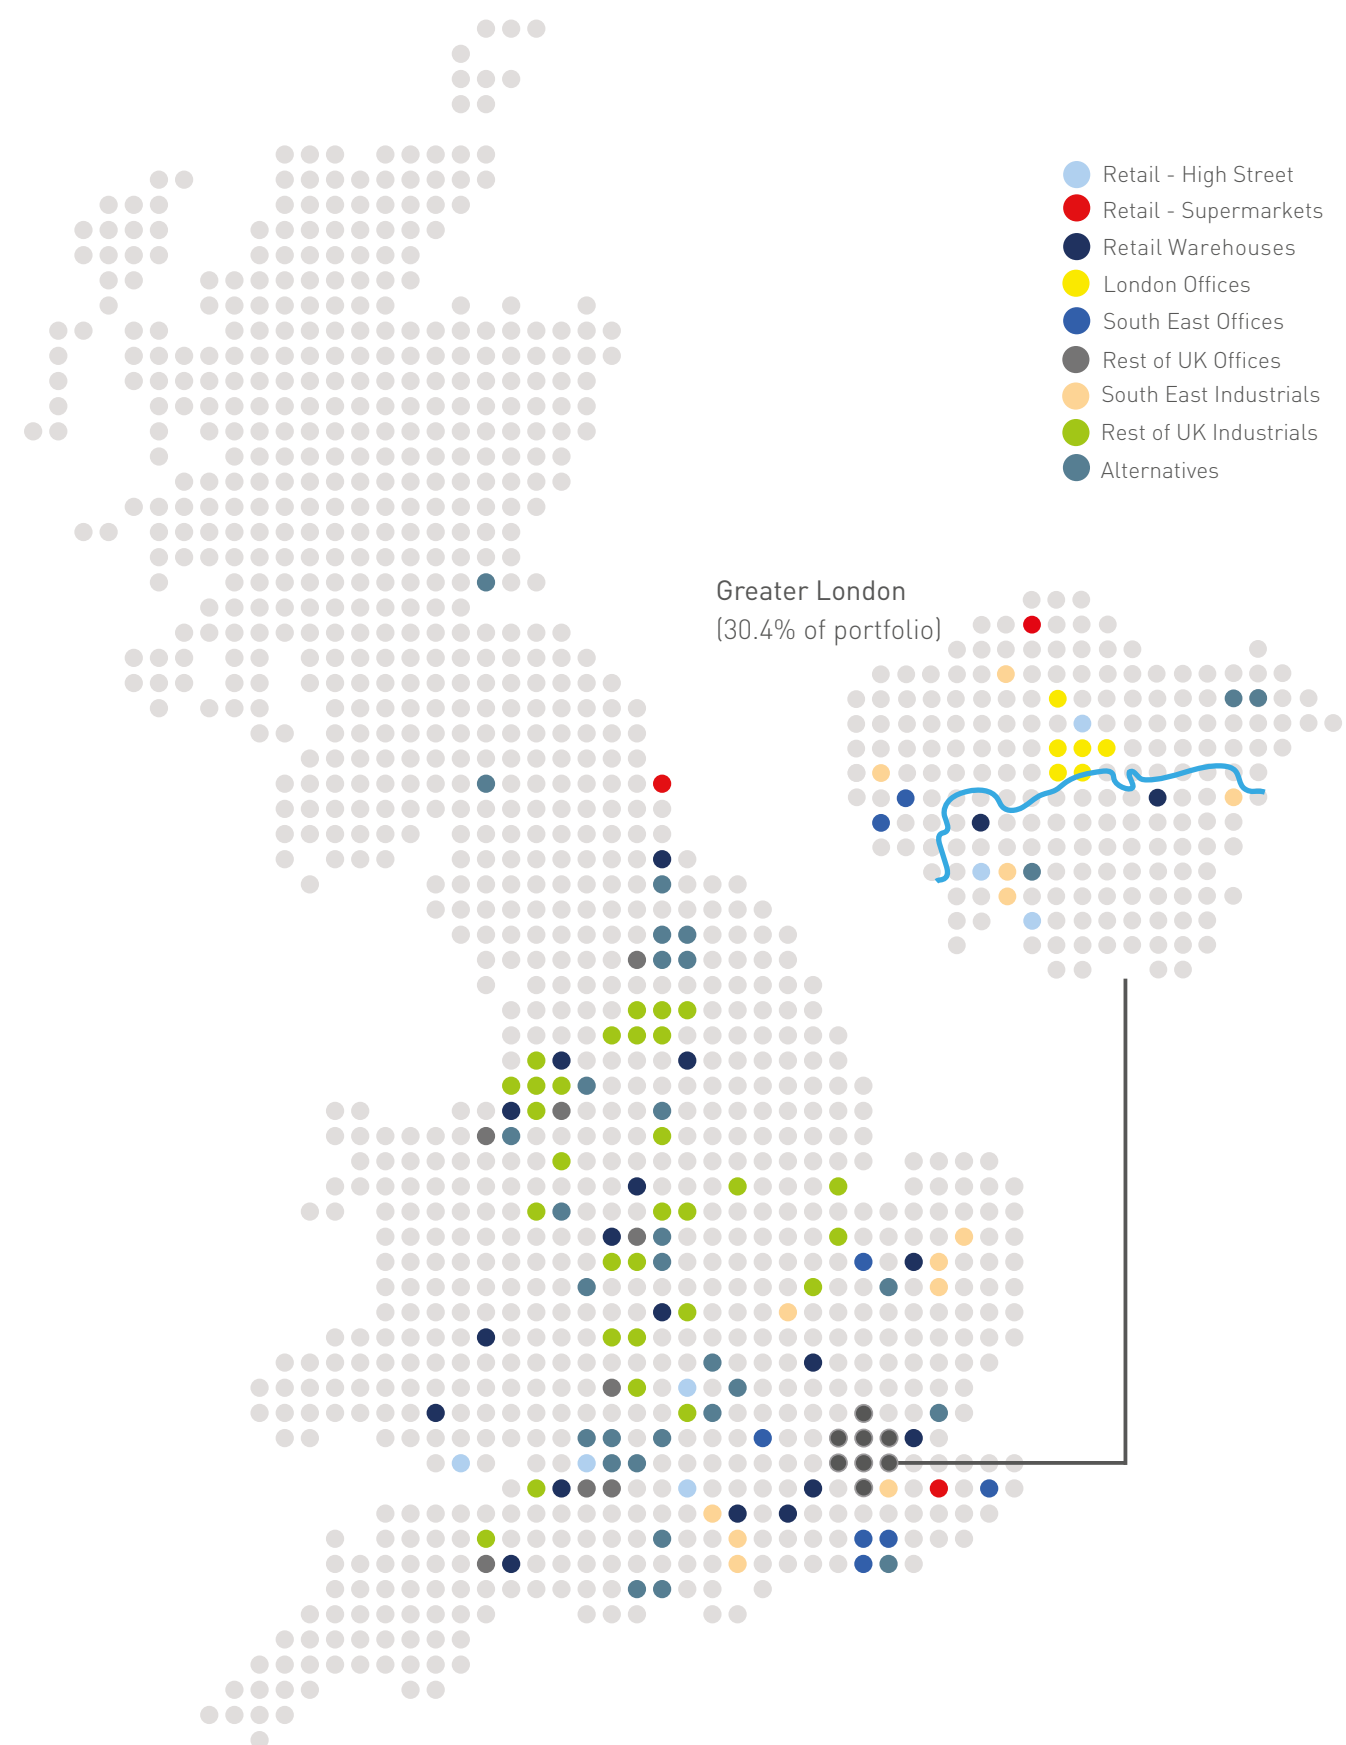 Retail - High Street
Retail - Supermarkets
Retail Warehouses
London Offices
South East Offices
Rest of UK Offices
South East Industrials
Rest of UK Industrials
Alternatives
Greater London
(30.4% of portfolio)